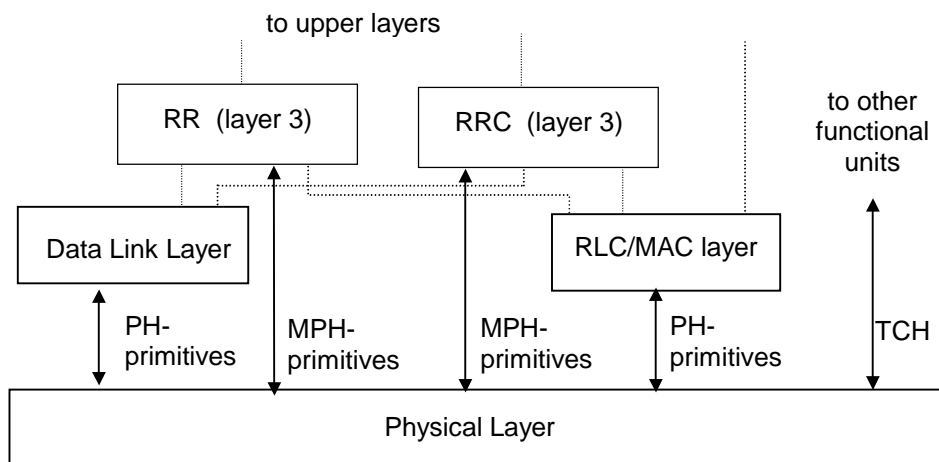 to upper layers
RR (layer 3)
RRC (layer 3)
to other
functional
units
Data Link Layer
RLC/MAC layer
PH-
primitives
MPH-
primitives
MPH-
primitives
PH-
primitives
TCH
Physical Layer